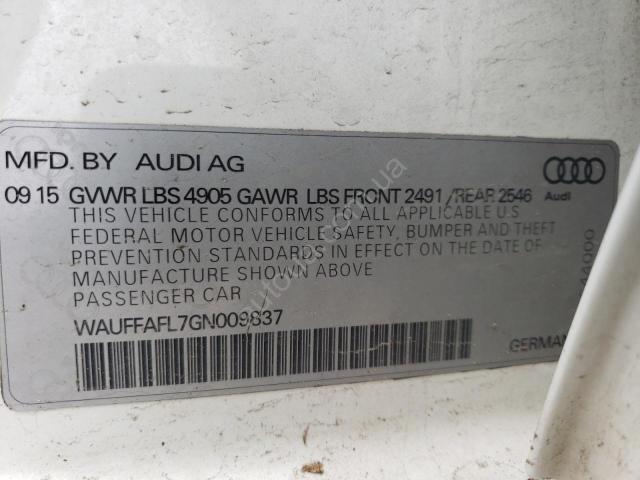 MFD. BY AUDI AG
09 15 GVWR LBS 4905 GAWR LBS FRONT 2491 /REAR 2546
Audi
THIS VEHICLE CONFORMS TO ALL APPLICABLE U.S
FEDERAL MOTOR VEHICLE SAFETY, BUMPER AND THEFT
PREVENTION STANDARDS IN EFFECT ON THE DATE OF
MANUFACTURE SHOWN ABOVE
PASSENGER CAR
WAUFFAFL7GN009837
GERMAN
44000